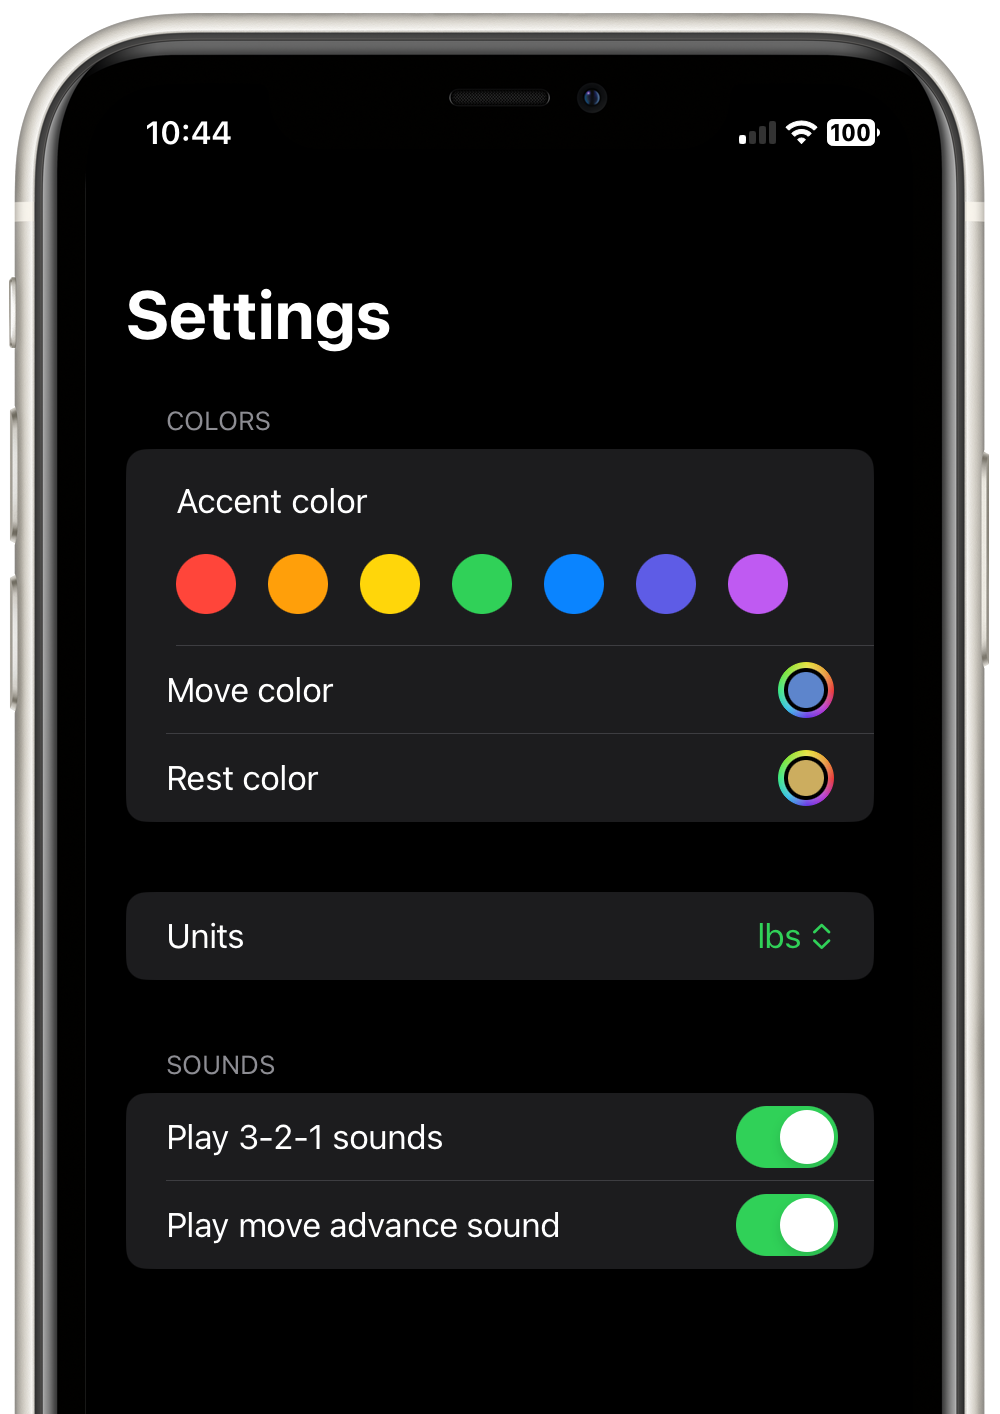 10:44
100
Settings
COLORS
Accent color
Move color
Rest color
Units
lbs
SOUNDS
Play 3-2-1 sounds
Play move advance sound